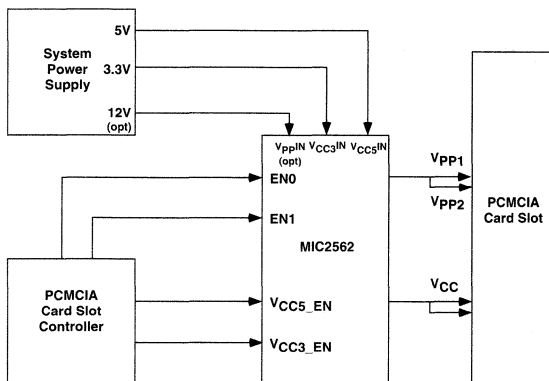 System
Power
Supply
5V
3.3V
12V
(opt)
VPPIN VCC3IN VCC5IN
(opt)
EN0
EN1
MIC2562
VCC5_EN
VCC3_EN
PCMCIA
Card Slot
Controller
VPP1
VPP2
VCC
PCMCIA
Card Slot